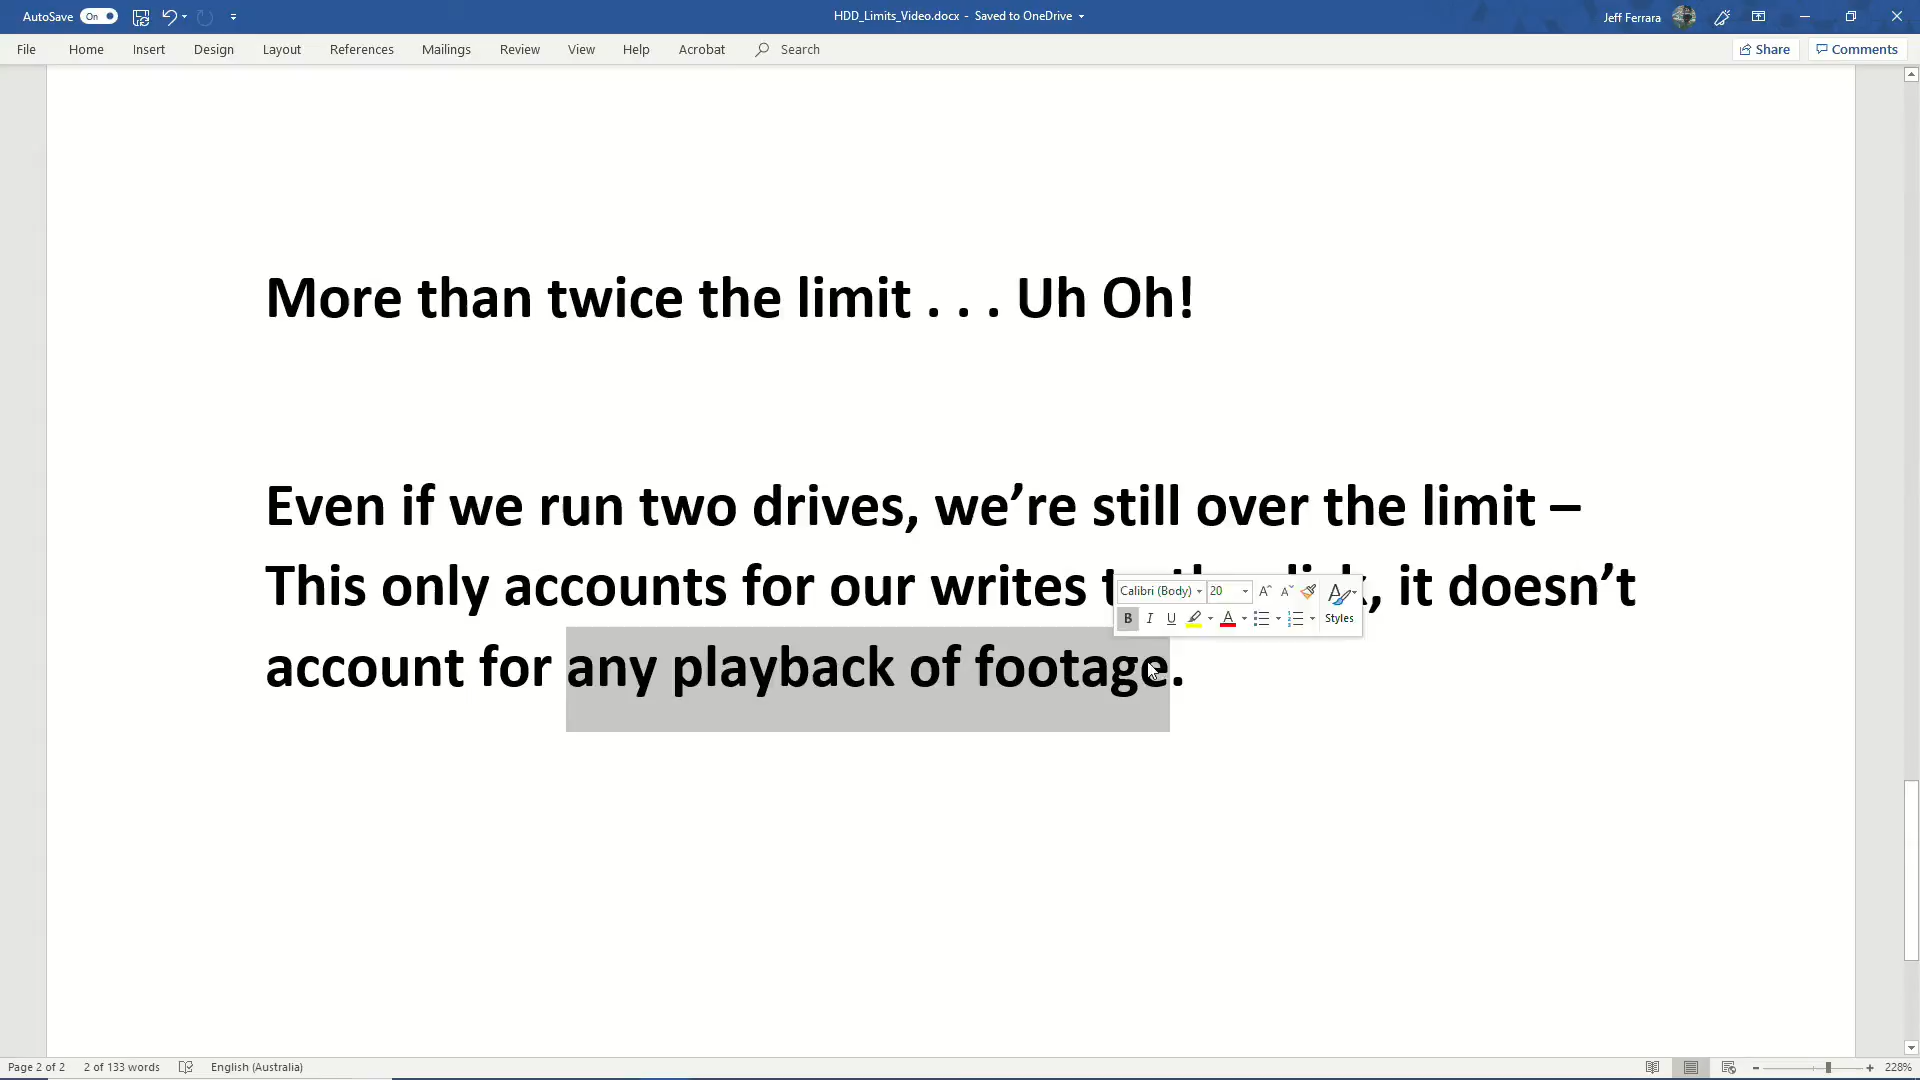 AutoSave On HDD_Limits_Video.docx - Saved to OneDrive Jeff Ferrara
File Home Insert Design Layout References Mailings Review View Help Acrobat Search Share Comments
More than twice the limit . . . Uh Oh!
Even if we run two drives, we’re still over the limit –
This only accounts for our writes it doesn’t
Calibri (Body) 20
B I U A Styles
account for any playback of footage.
Page 2 of 2 2 of 133 words English (Australia) 228%